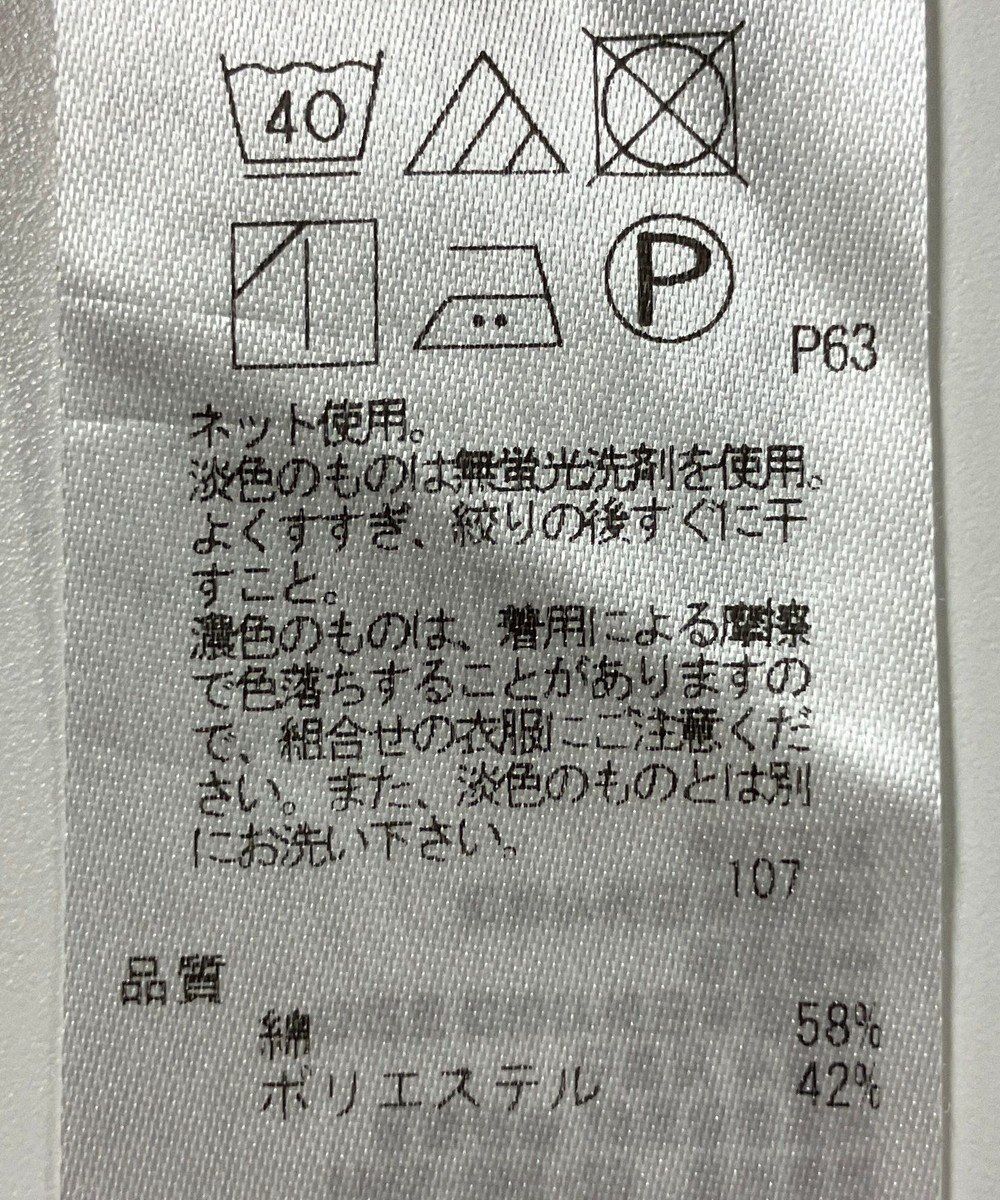 40
P
P63
ネット使用。
淡色のものは無蛍光洗剤を使用。
よくすすぎ、絞りの後すぐに干
すこと。
濃色のものは、着用による摩擦
で色落ちすることがありますの
で、組合せの衣服にご注意くだ
さい。また、淡色のものとは別
にお洗い下さい。
107
品質
綿 58%
ポリエステル 42%